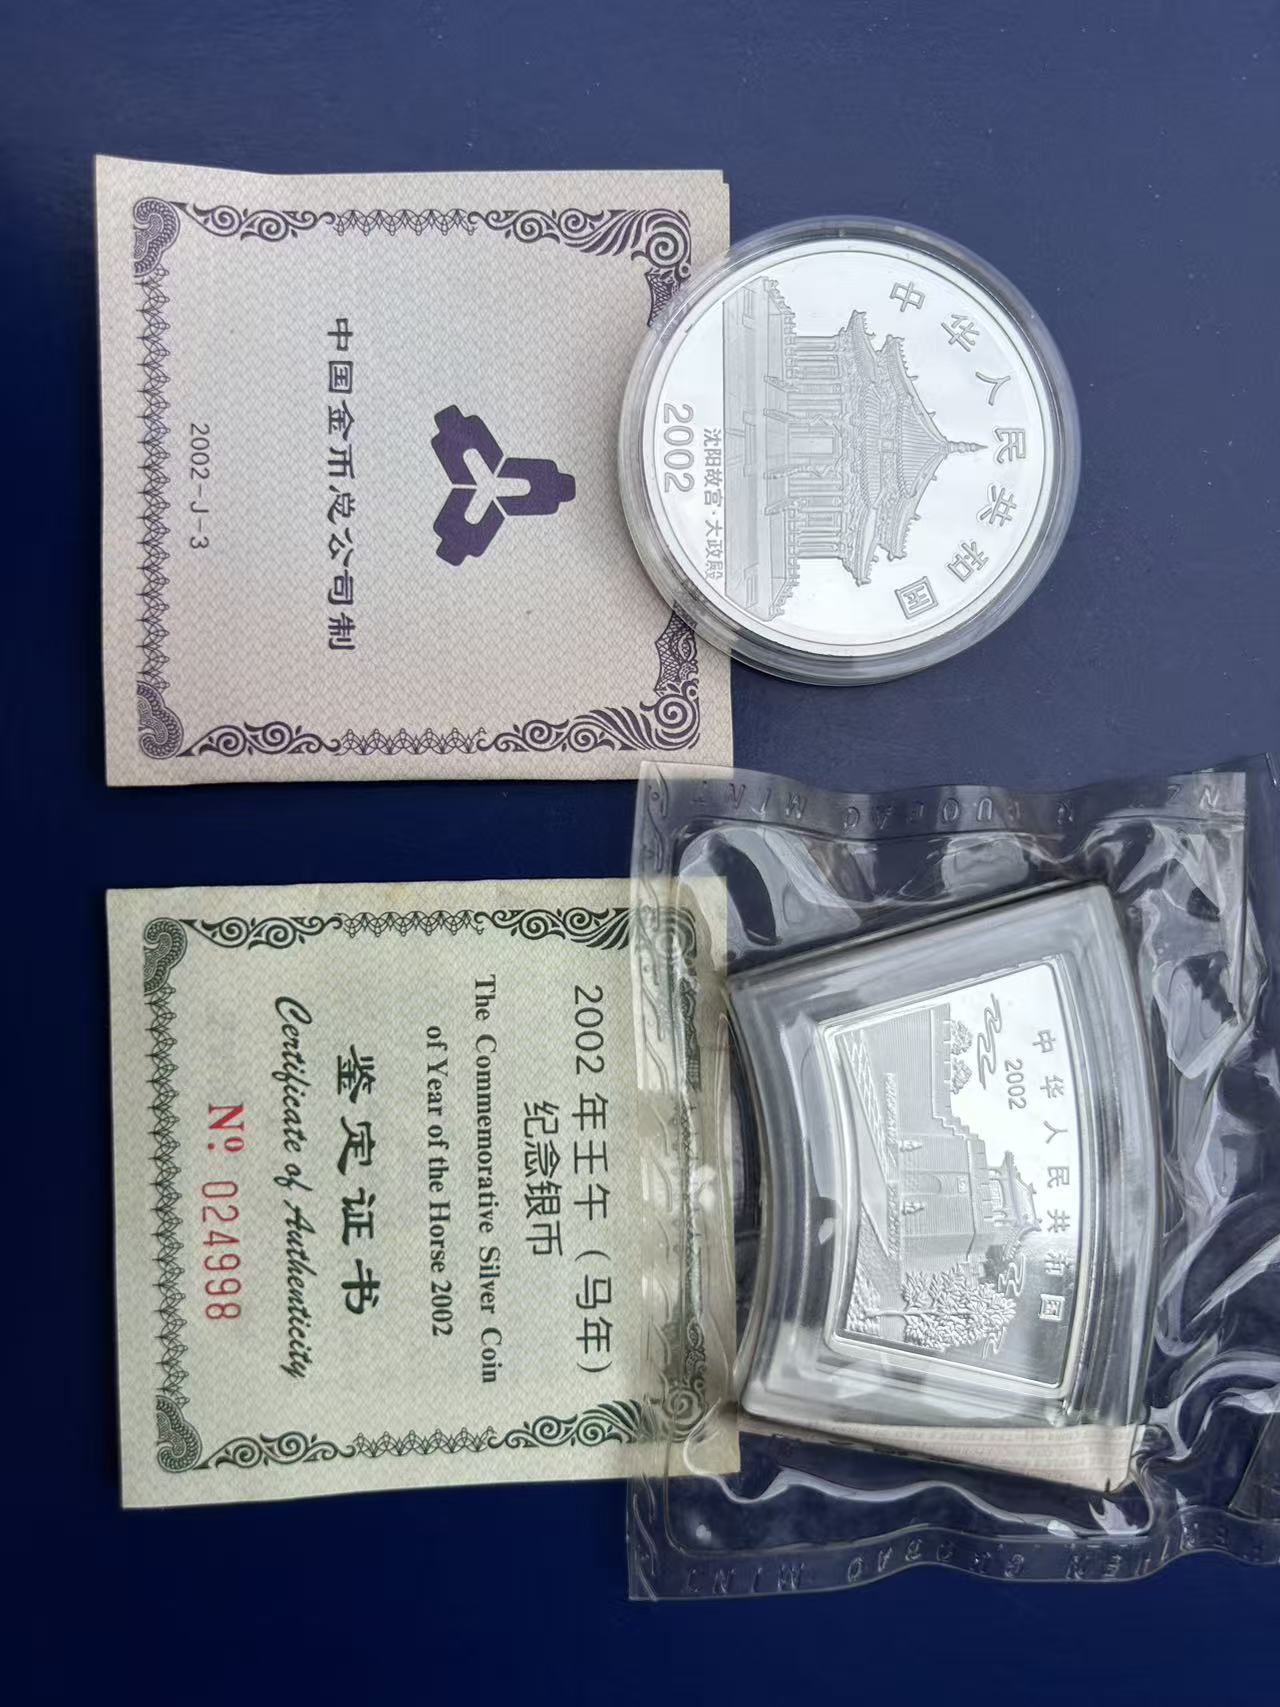 中国金币总公司制
2002-J-3
中华人民共和国
沈阳故宫·大政殿
2002
2002年壬午（马年）
纪念银币
The Commemorative Silver Coin
of Year of the Horse 2002
鉴定证书
Certificate of Authenticity
Nº. 024998
中华人民共和国
2002